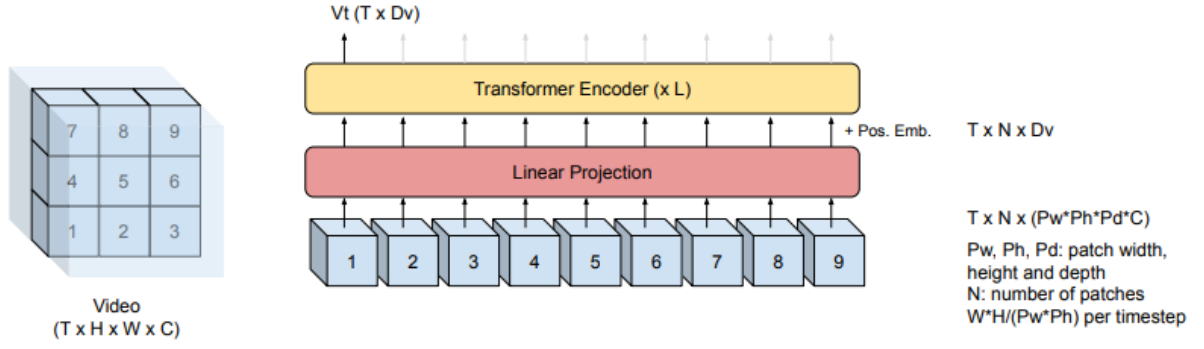 Vt (T x Dv)
Transformer Encoder (x L)
+ Pos. Emb.
T x N x Dv
Linear Projection
7 8 9
4 5 6
1 2 3
1 2 3 4 5 6 7 8 9
T x N x (Pw*Ph*Pd*C)
Pw, Ph, Pd: patch width,
height and depth
N: number of patches
W*H/(Pw*Ph) per timestep
Video
(T x H x W x C)